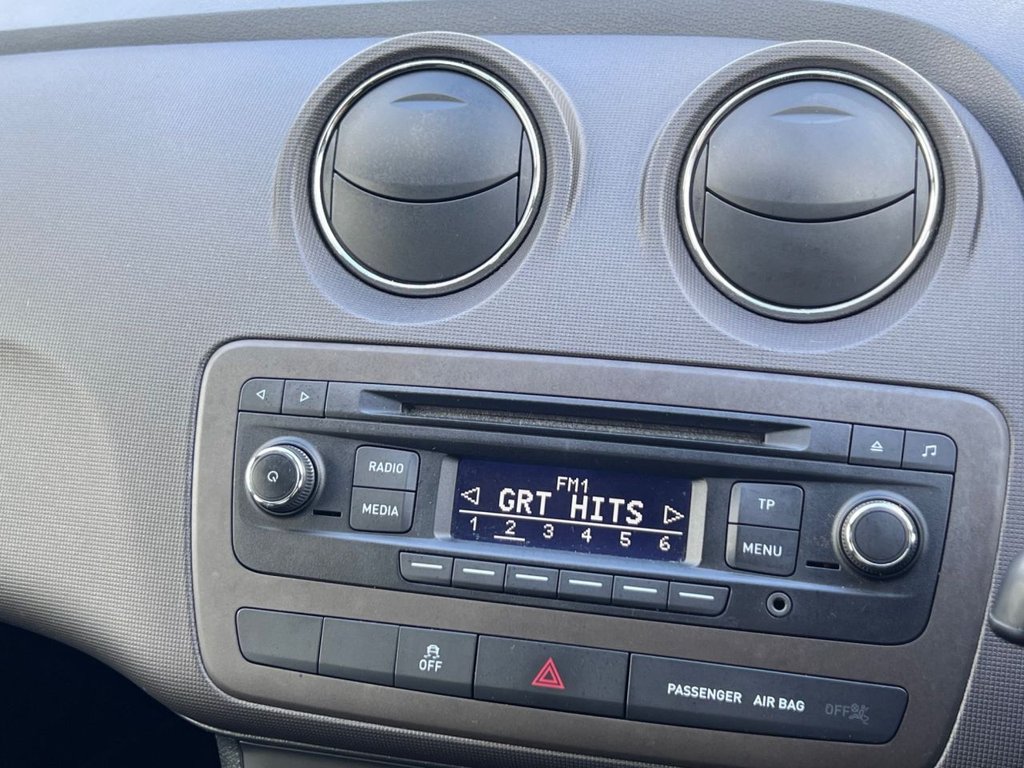 RADIO
MEDIA
FM1
GRT HITS
1 2 3 4 5 6
TP
MENU
OFF
PASSENGER AIR BAG OFF